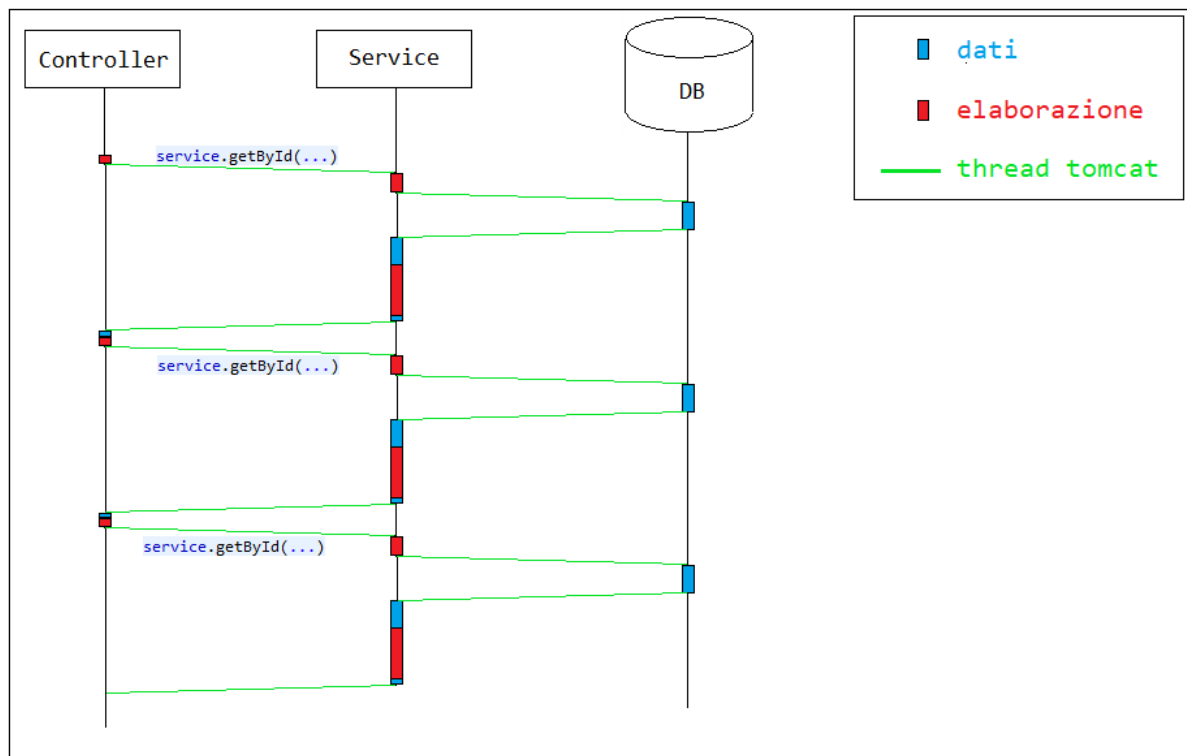 Controller
Service
DB
dati
elaborazione
thread tomcat
service.getById(...)
service.getById(...)
service.getById(...)